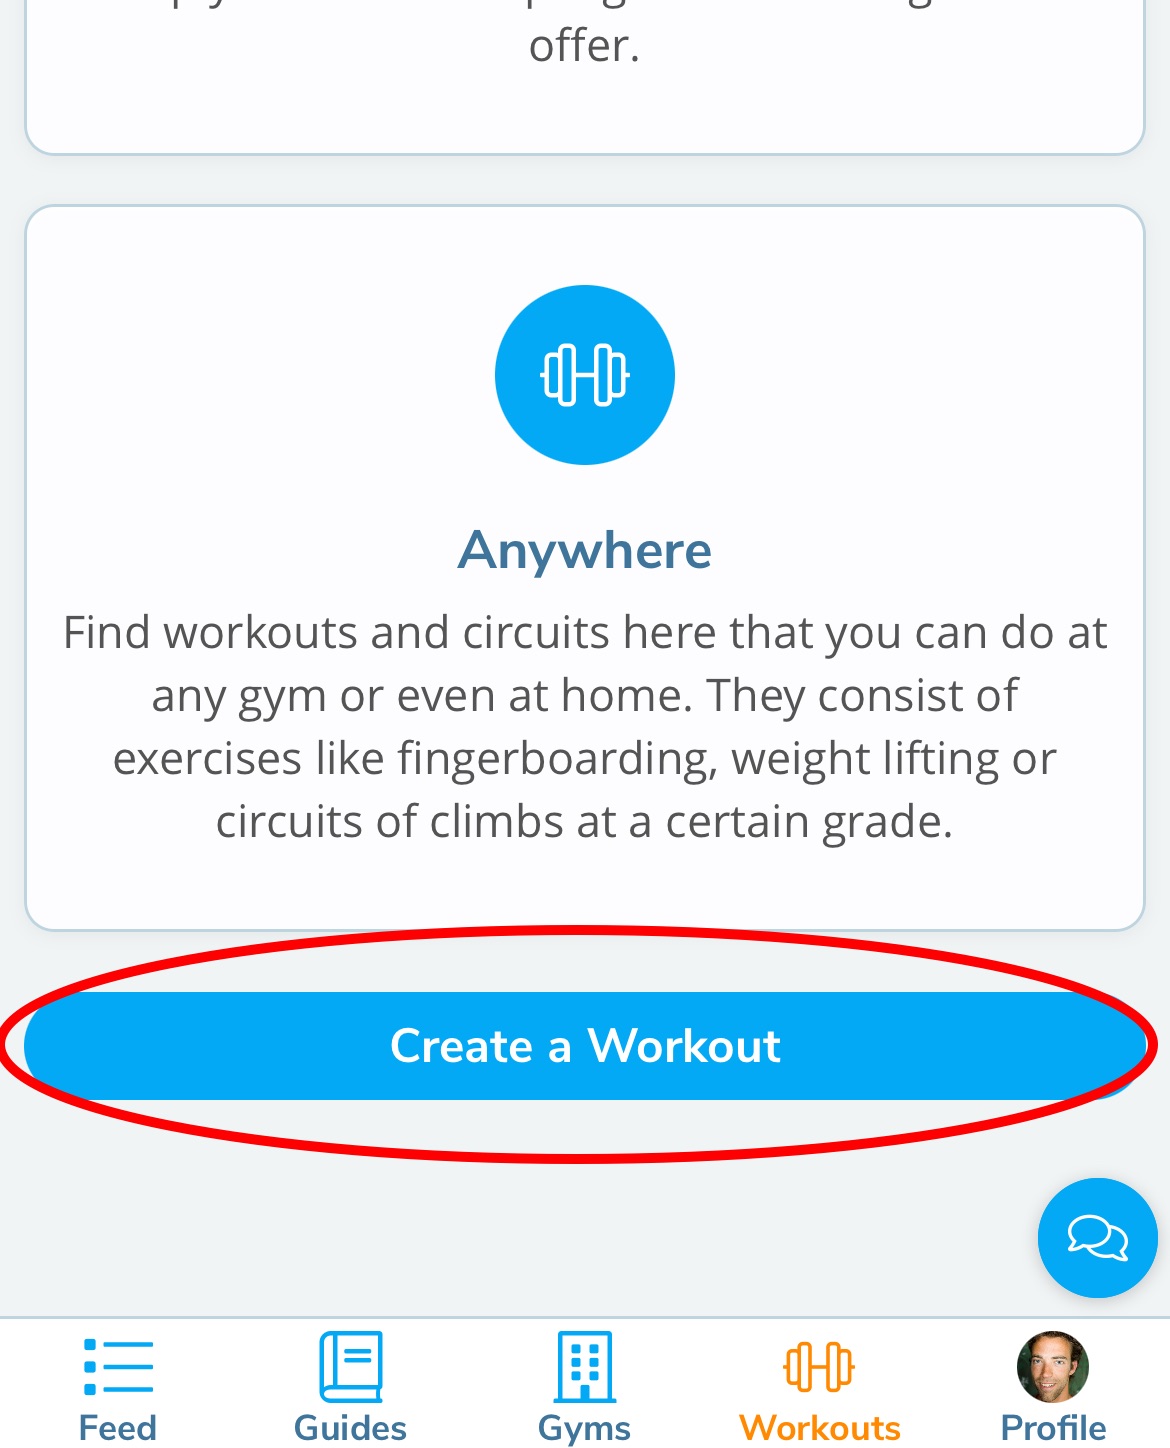 offer.
Anywhere
Find workouts and circuits here that you can do at
any gym or even at home. They consist of
exercises like fingerboarding, weight lifting or
circuits of climbs at a certain grade.
Create a Workout
Feed
Guides
Gyms
Workouts
Profile